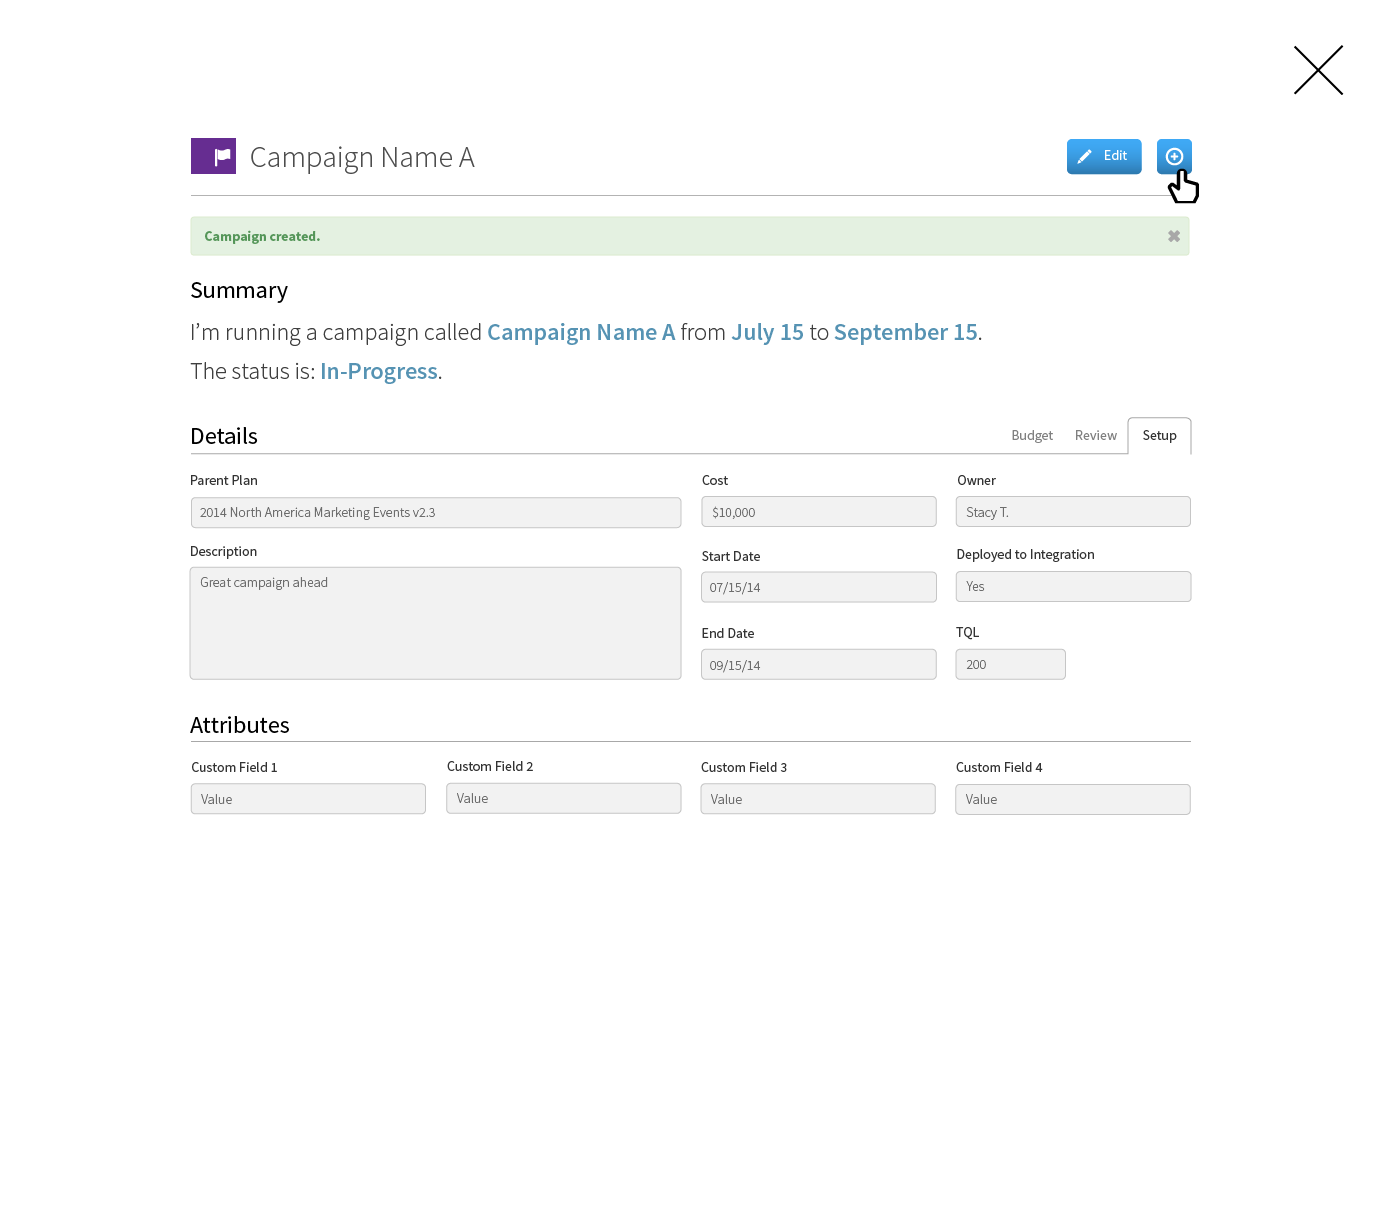 Campaign Name A
Edit
Campaign created.
Summary
I’m running a campaign called Campaign Name A from July 15 to September 15.
The status is: In-Progress.
Details
Budget Review Setup
Parent Plan
2014 North America Marketing Events v2.3
Cost
$10,000
Owner
Stacy T.
Description
Great campaign ahead
Start Date
07/15/14
Deployed to Integration
Yes
End Date
09/15/14
TQL
200
Attributes
Custom Field 1
Value
Custom Field 2
Value
Custom Field 3
Value
Custom Field 4
Value